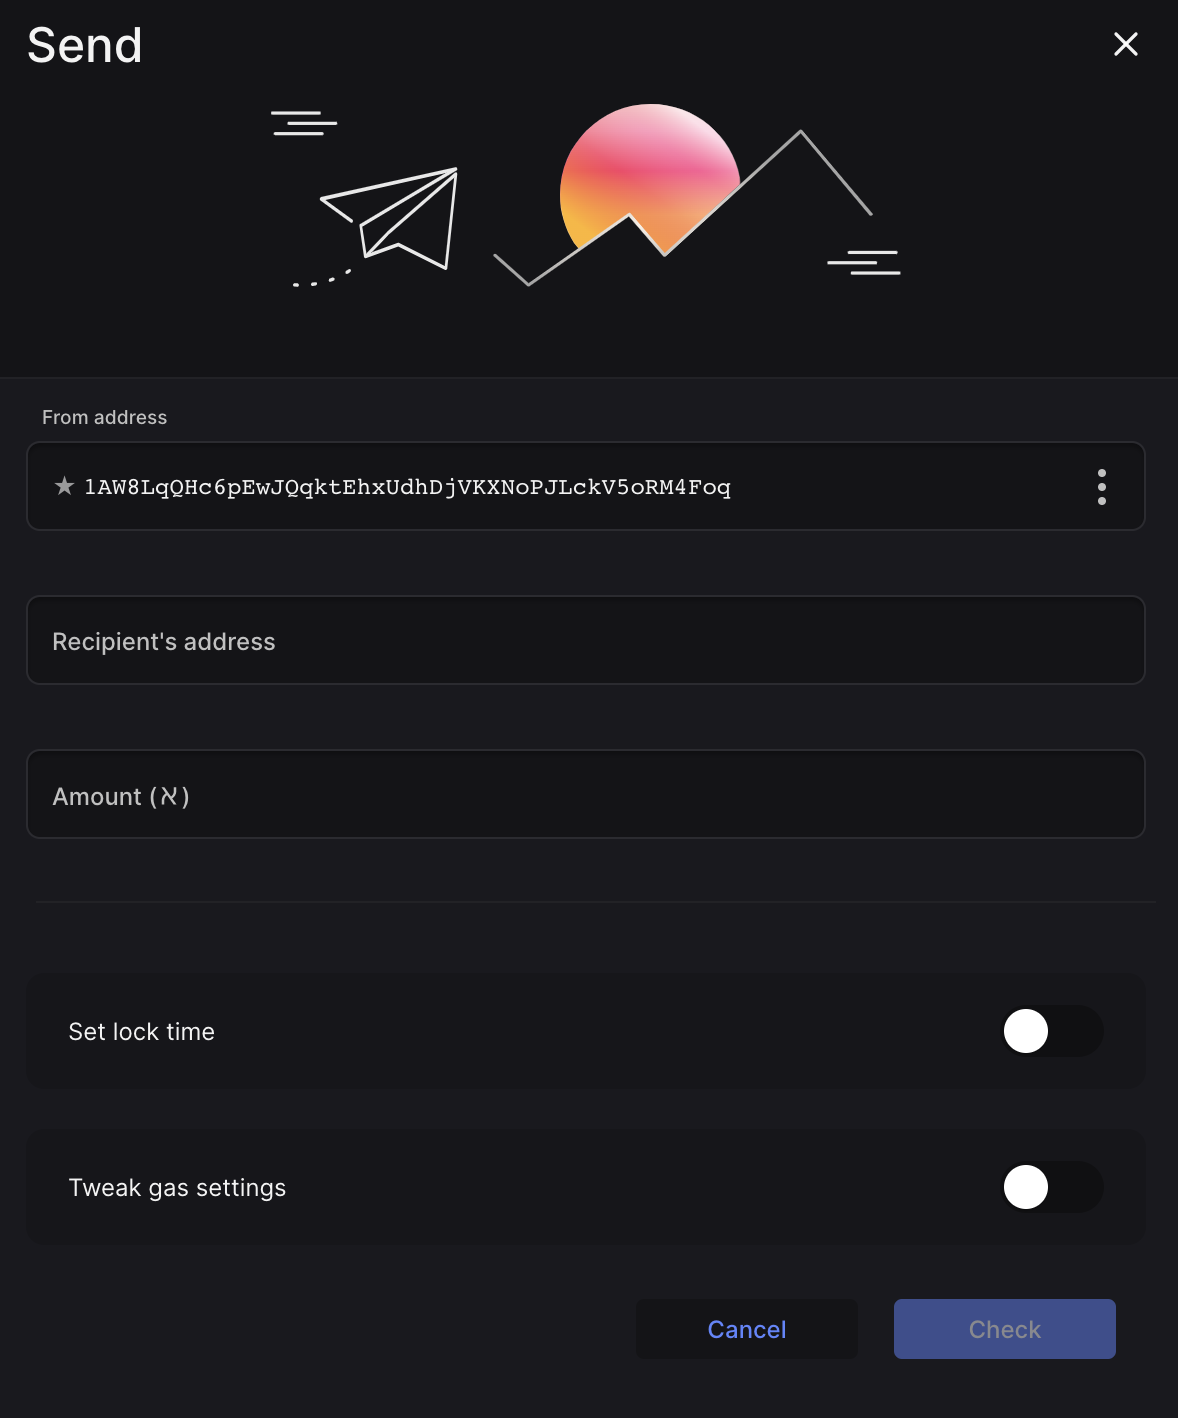 Send
From address
★ 1AW8LqQHc6pEwJQqktEhxUdhDjVKXNoPJLckV5oRM4Foq
Recipient's address
Amount (ℵ)
Set lock time
Tweak gas settings
Cancel
Check